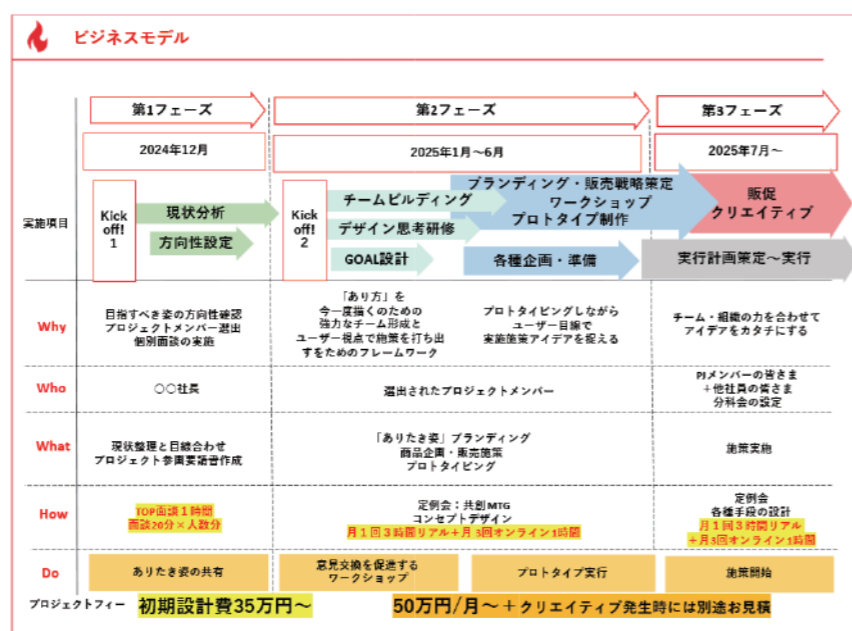 ビジネスモデル
第1フェーズ
第2フェーズ
第3フェーズ
2024年12月
2025年1月～6月
2025年7月～
実施項目
Kick
off!
1
現状分析
方向性設定
Kick
off!
2
チームビルディング
デザイン思考研修
GOAL設計
ブランディング・販売戦略策定
ワークショップ
プロトタイプ制作
各種企画・準備
販促
クリエイティブ
実行計画策定～実行
Why
目指すべき姿の方向性確認
プロジェクトメンバー選出
個別面談の実施
「あり方」を
今一度描くのための
強力なチーム形成と
ユーザー視点で施策を打ち出
すをためのフレームワーク
プロトタイピングしながら
ユーザー目線で
実施施策アイデアを捉える
チーム・組織の力を合わせて
アイデアをカタチにする
Who
〇〇社長
選出されたプロジェクトメンバー
PJメンバーの皆さま
＋他社員の皆さま
分科会の設定
What
現状整理と目線合わせ
プロジェクト参画要請書作成
「ありたき姿」ブランディング
商品企画・販売施策
プロトタイピング
施策実施
How
TOP面談１時間
面談20分×人数分
定例会：共創MTG
コンセプトデザイン
月１回３時間リアル＋月３回オンライン1時間
定例会
各種手段の設計
月１回３時間リアル
＋月3回オンライン1時間
Do
ありたき姿の共有
意見交換を促進する
ワークショップ
プロトタイプ実行
施策開始
プロジェクトフィー
初期設計費35万円～
50万円/月～＋クリエイティブ発生時には別途お見積